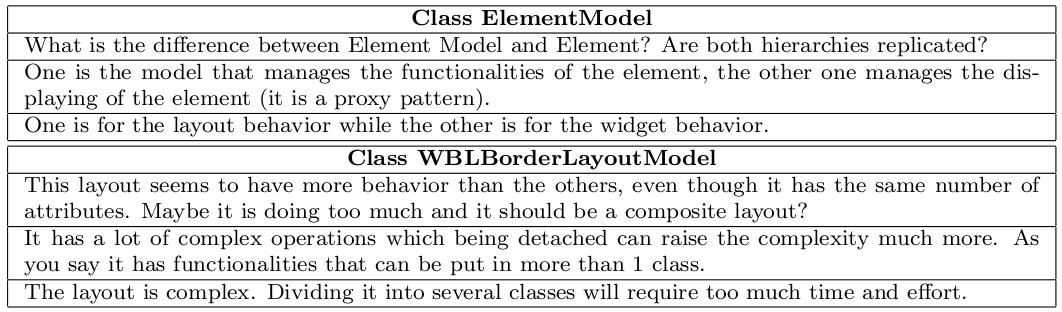 Class ElementModel
What is the difference between Element Model and Element? Are both hierarchies replicated?
One is the model that manages the functionalities of the element, the other one manages the dis-
playing of the element (it is a proxy pattern).
One is for the layout behavior while the other is for the widget behavior.
Class WBLBorderLayoutModel
This layout seems to have more behavior than the others, even though it has the same number of
attributes. Maybe it is doing too much and it should be a composite layout?
It has a lot of complex operations which being detached can raise the complexity much more. As
you say it has functionalities that can be put in more than 1 class.
The layout is complex. Dividing it into several classes will require too much time and effort.